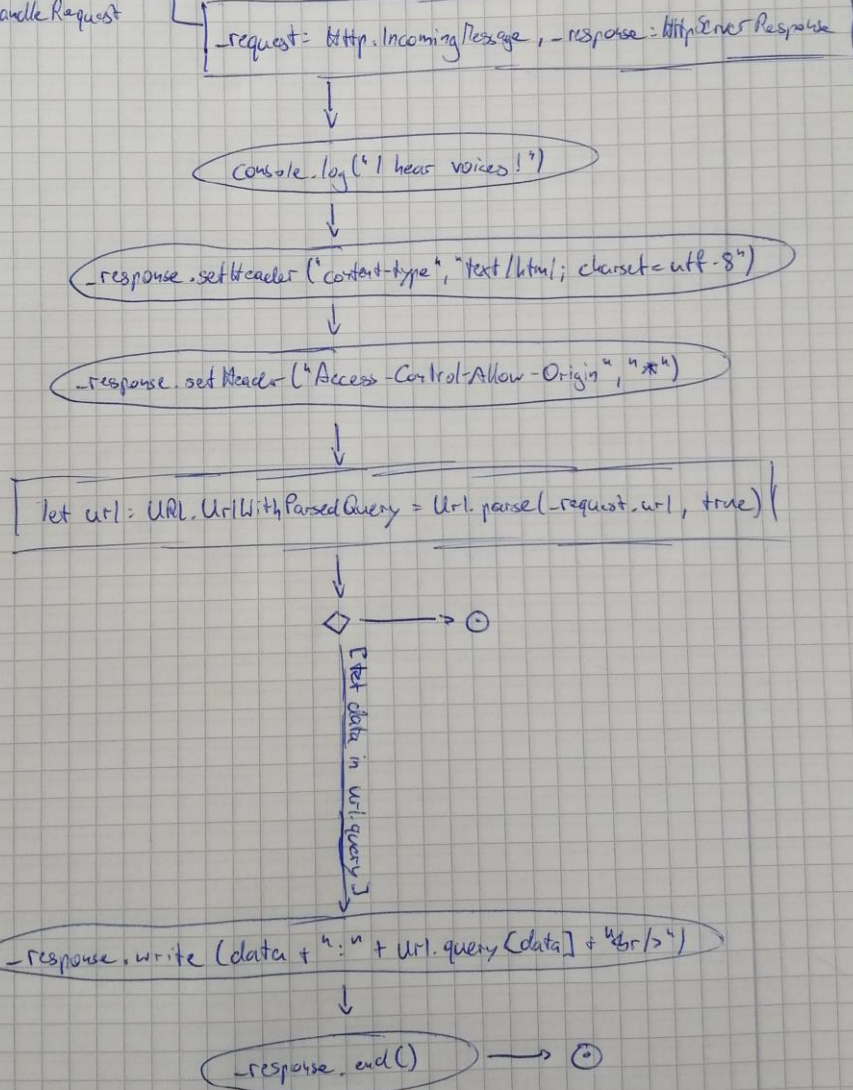 andleRequest
_request: Http.IncomingMessage, _response: Http.ServerResponse
console.log("I hear voices!")
_response.setHeader("content-type", "text/html; charset=utf-8")
_response.setHeader("Access-Control-Allow-Origin", "*")
let url: URL.UrlWithParsedQuery = Url.parse(_request.url, true)
[let data in url.query]
_response.write (data + ":" + url.query[data] + "<br/>")
_response.end()